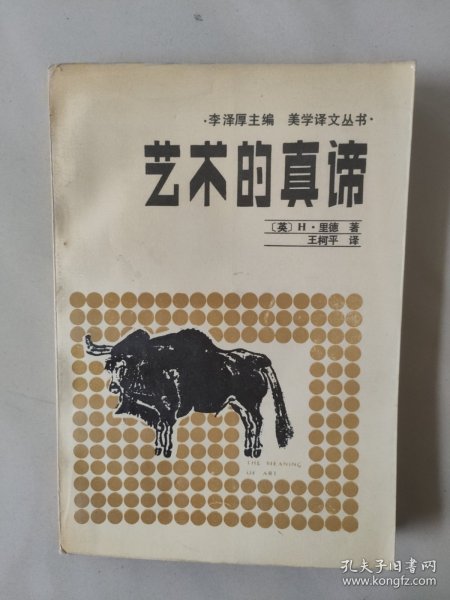 ·李泽厚主编 美学译文丛书·
艺术的真谛
〔英〕H·里德 著
王柯平 译
THE MEANING
OF ART
孔夫子旧书网
www.kongfz.com